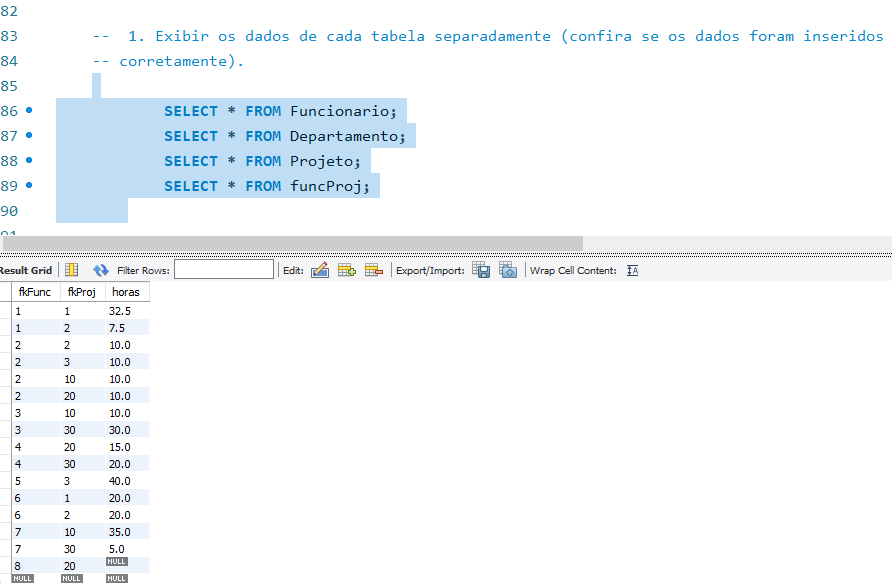 82
83 -- 1. Exibir os dados de cada tabela separadamente (confira se os dados foram inseridos
84 -- corretamente).
85
86 SELECT * FROM Funcionario;
87 SELECT * FROM Departamento;
88 SELECT * FROM Projeto;
89 SELECT * FROM funcProj;
90
91
Result Grid Filter Rows: Edit: Export/Import: Wrap Cell Content: IA
fkFunc fkProj horas
1 1 32.5
1 2 7.5
2 2 10.0
2 3 10.0
2 10 10.0
2 20 10.0
3 10 10.0
3 30 30.0
4 20 15.0
4 30 20.0
5 3 40.0
6 1 20.0
6 2 20.0
7 10 35.0
7 30 5.0
8 20 NULL
NULL NULL NULL